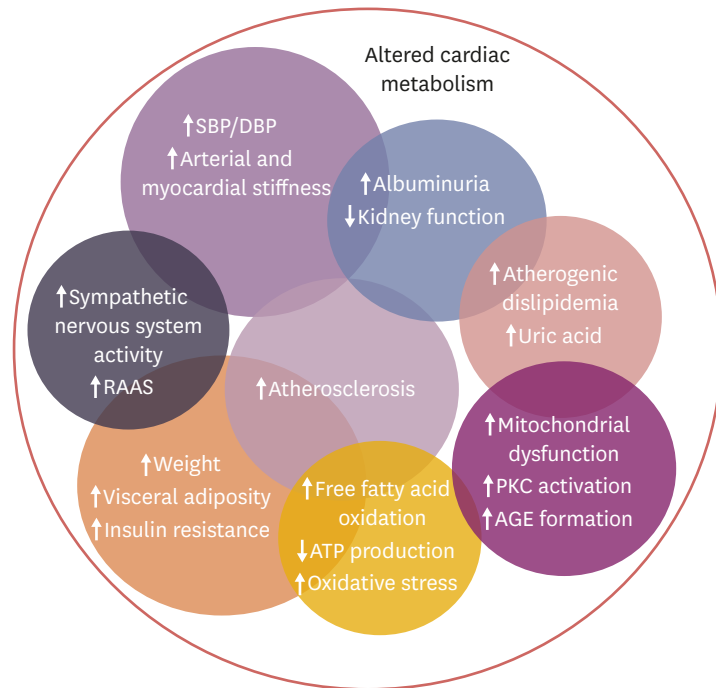 Altered cardiac
metabolism
↑SBP/DBP
↑Arterial and
myocardial stiffness
↑Albuminuria
↓Kidney function
↑Atherogenic
dislipidemia
↑Uric acid
↑Sympathetic
nervous system
activity
↑RAAS
↑Atherosclerosis
↑Mitochondrial
dysfunction
↑PKC activation
↑AGE formation
↑Weight
↑Visceral adiposity
↑Insulin resistance
↑Free fatty acid
oxidation
↓ATP production
↑Oxidative stress